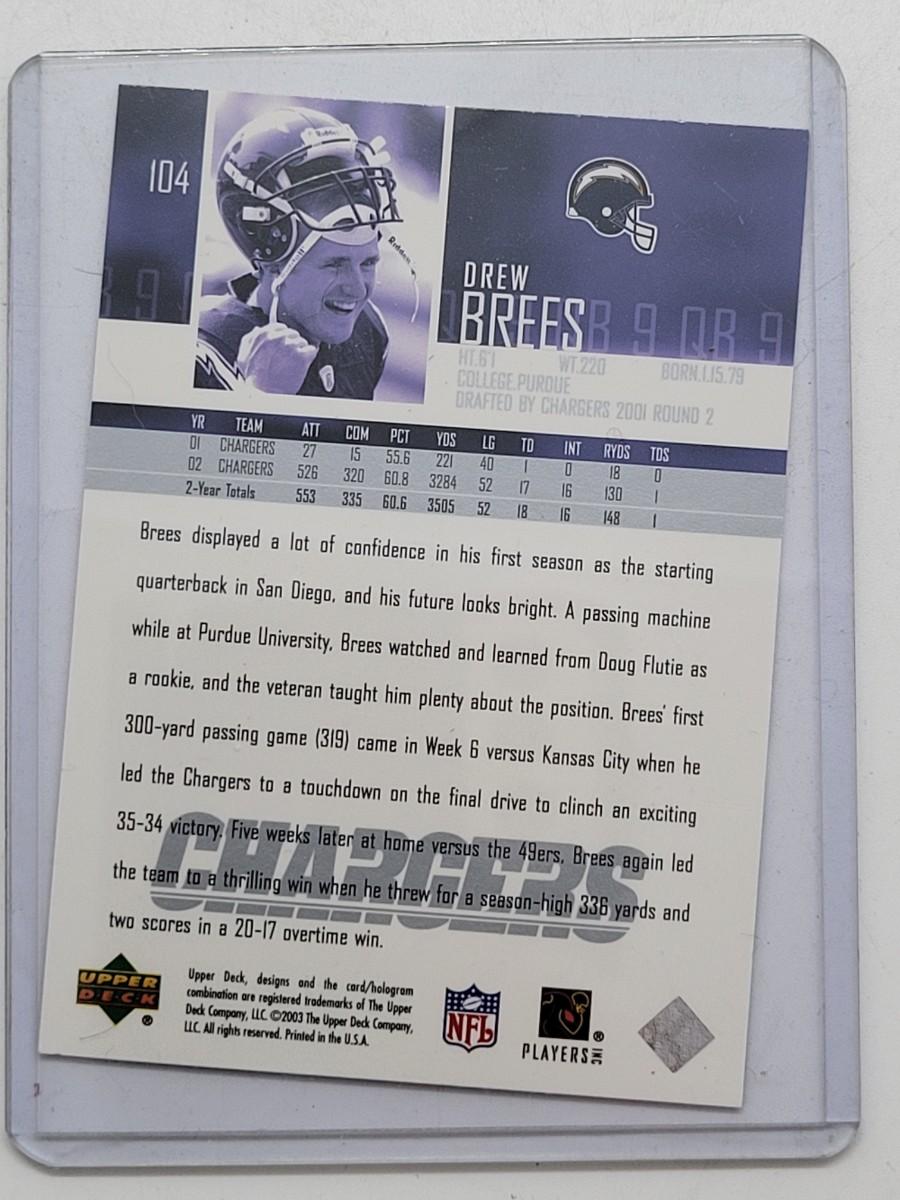 104
Riddell
Riddell
DREW
BREES
B 9 QB 9 QB 9
HT.6'1 WT.220 BORN.1.15.79
COLLEGE.PURDUE
DRAFTED BY CHARGERS 2001 ROUND 2
YR TEAM ATT COM PCT YDS LG TD INT RYDS TDS
01 CHARGERS 27 15 55.6 221 40 1 0 18 0
02 CHARGERS 526 320 60.8 3284 52 17 16 130 1
2-Year Totals 553 335 60.6 3505 52 18 16 148 1
Brees displayed a lot of confidence in his first season as the starting
quarterback in San Diego, and his future looks bright. A passing machine
while at Purdue University, Brees watched and learned from Doug Flutie as
a rookie, and the veteran taught him plenty about the position. Brees' first
300-yard passing game (319) came in Week 6 versus Kansas City when he
led the Chargers to a touchdown on the final drive to clinch an exciting
35-34 victory. Five weeks later at home versus the 49ers, Brees again led
the team to a thrilling win when he threw for a season-high 336 yards and
two scores in a 20-17 overtime win.
CHARGERS
UPPER
DECK
®
Upper Deck, designs and the card/hologram
combination are registered trademarks of The Upper
Deck Company, LLC. ©2003 The Upper Deck Company,
LLC. All rights reserved. Printed in the U.S.A.
NFL
PLAYERS INC ®